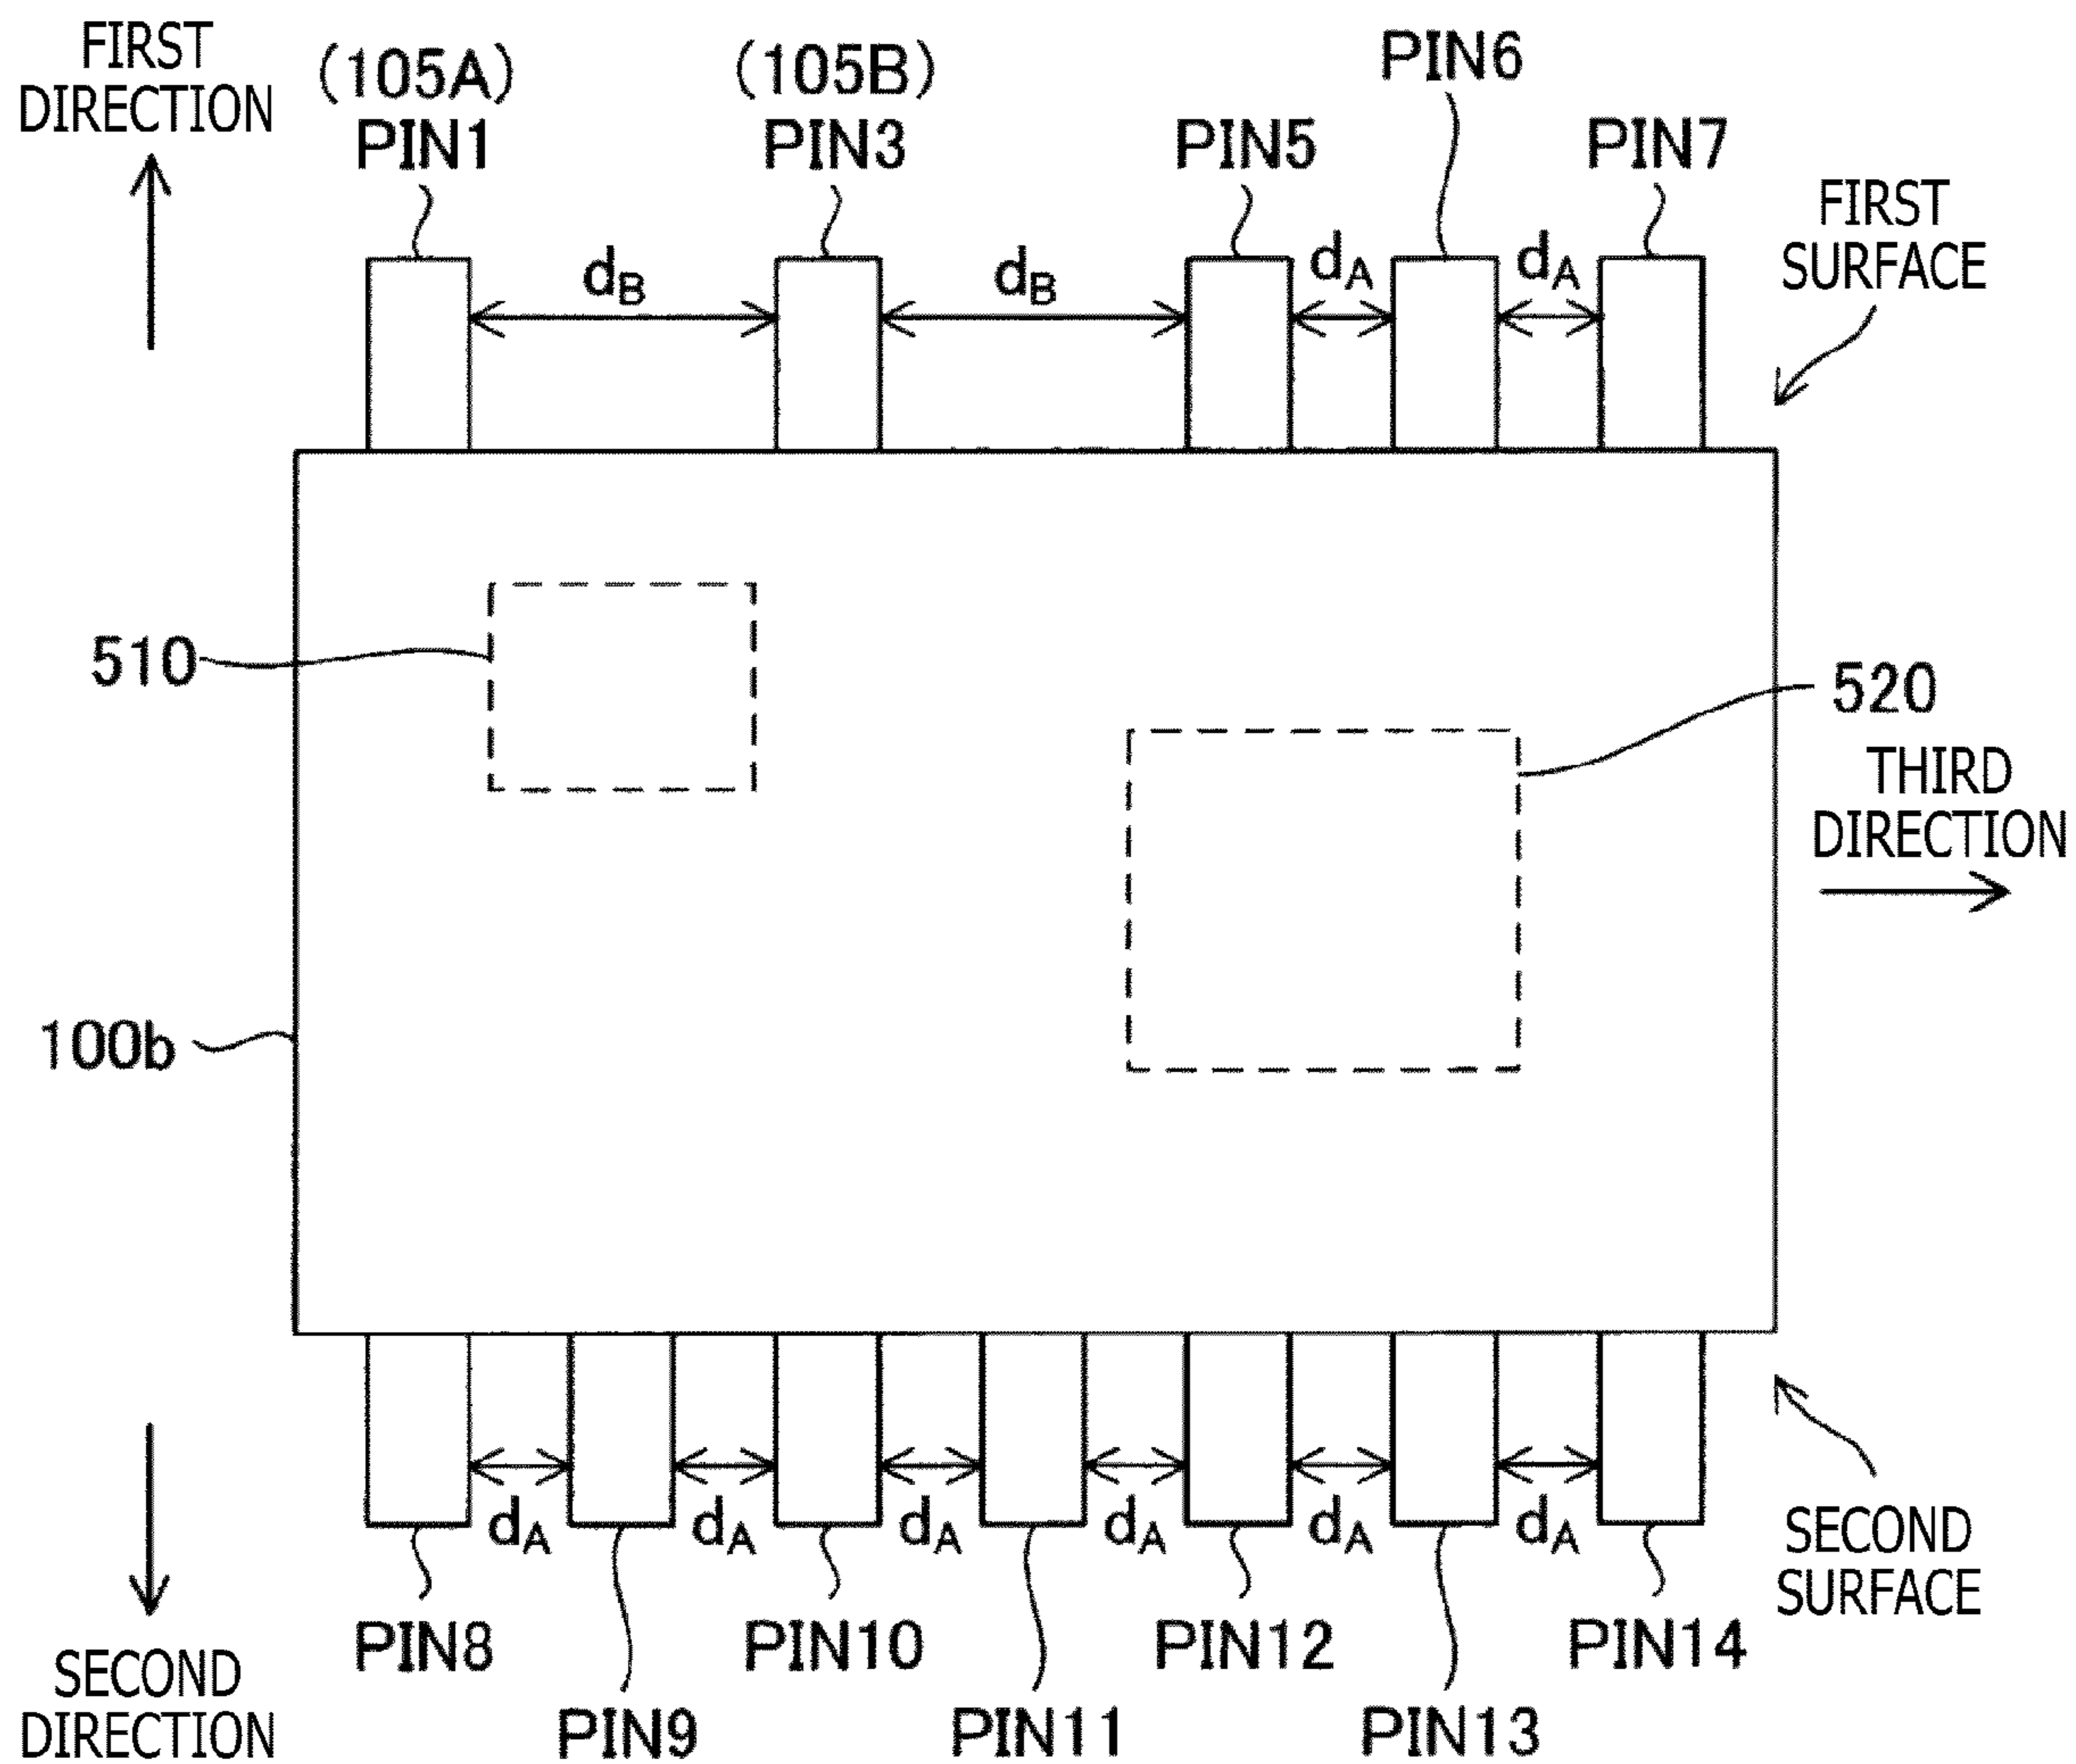 FIRST
DIRECTION
(105A)
PIN1
(105B)
PIN3
PIN5
PIN6
PIN7
FIRST
SURFACE
dB
dB
dA
dA
510
520
THIRD
DIRECTION
100b
dA
dA
dA
dA
dA
dA
SECOND
SURFACE
PIN8
PIN9
PIN10
PIN11
PIN12
PIN13
PIN14
SECOND
DIRECTION